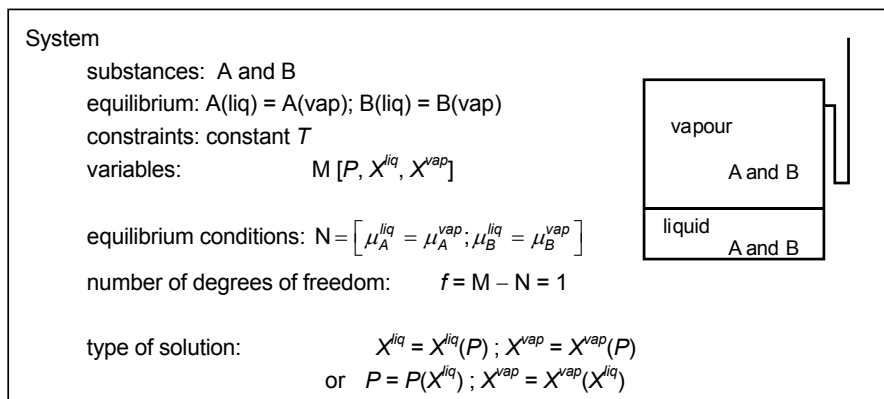 System
substances: A and B
equilibrium: A(liq) = A(vap); B(liq) = B(vap)
constraints: constant T
variables: M [P, X^liq, X^vap]
equilibrium conditions: N = [μ_A^liq = μ_A^vap; μ_B^liq = μ_B^vap]
number of degrees of freedom: f = M – N = 1
type of solution: X^liq = X^liq(P) ; X^vap = X^vap(P)
or P = P(X^liq) ; X^vap = X^vap(X^liq)
vapour
A and B
liquid
A and B